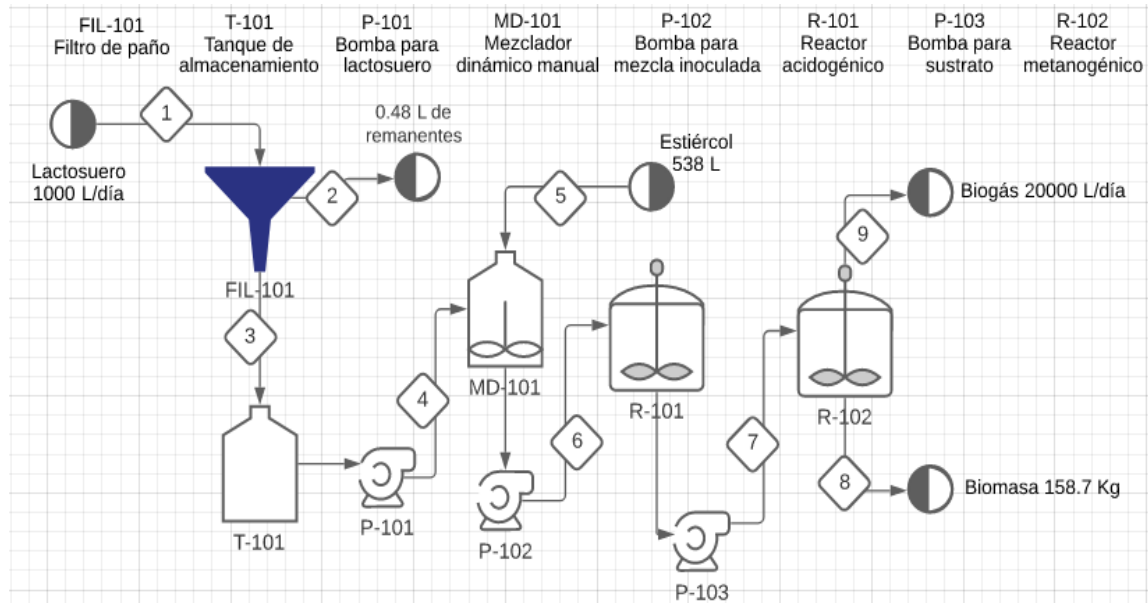 FIL-101
Filtro de paño
T-101
Tanque de
almacenamiento
P-101
Bomba para
lactosuero
MD-101
Mezclador
dinámico manual
P-102
Bomba para
mezcla inoculada
R-101
Reactor
acidogénico
P-103
Bomba para
sustrato
R-102
Reactor
metanogénico
1
Lactosuero
1000 L/día
0.48 L de
remanentes
2
Estiércol
538 L
5
Biogás 20000 L/día
9
FIL-101
3
MD-101
4
R-101
6
R-102
7
8
Biomasa 158.7 Kg
T-101
P-101
P-102
P-103